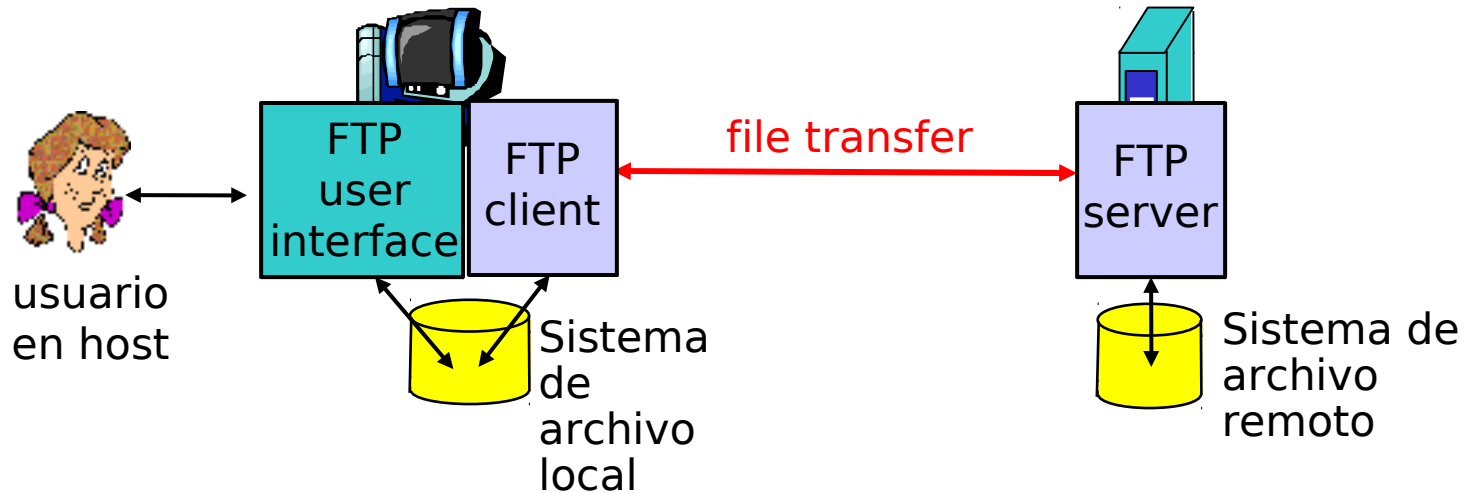 FTP
user
interface
FTP
client
file transfer
FTP
server
usuario
en host
Sistema
de
archivo
local
Sistema de
archivo
remoto